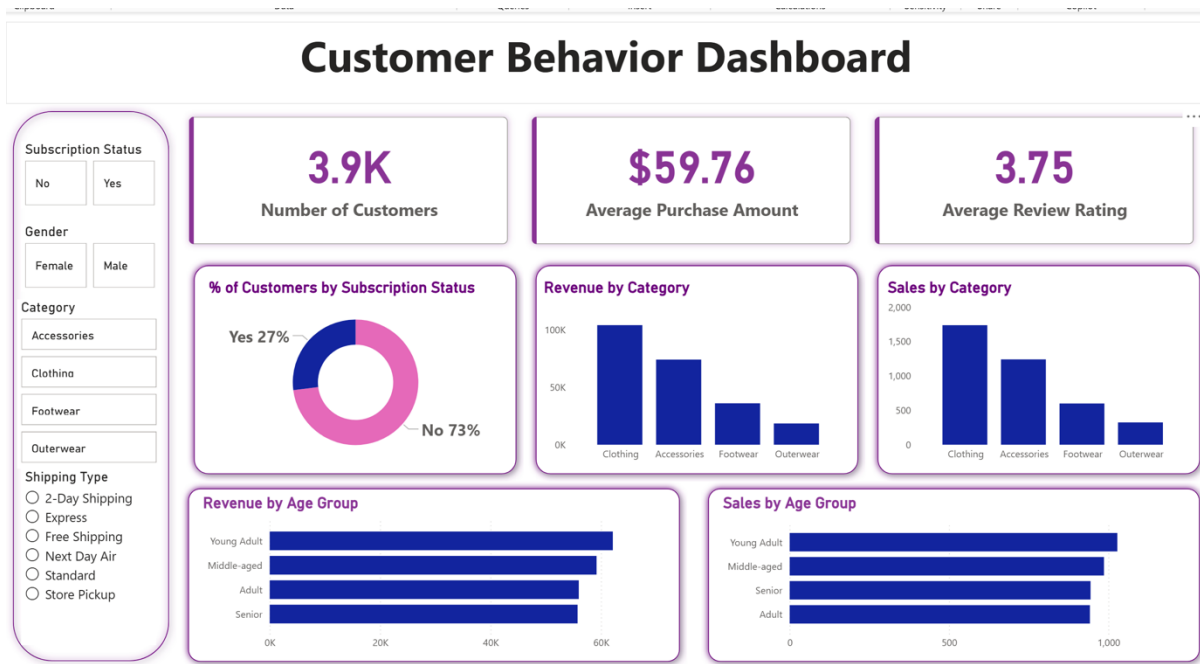 Customer Behavior Dashboard
Subscription Status
No
Yes
Gender
Female
Male
Category
Accessories
Clothing
Footwear
Outerwear
Shipping Type
2-Day Shipping
Express
Free Shipping
Next Day Air
Standard
Store Pickup
3.9K
Number of Customers
$59.76
Average Purchase Amount
3.75
Average Review Rating
% of Customers by Subscription Status
Yes 27%
No 73%
Revenue by Category
100K
50K
0K
Clothing Accessories Footwear Outerwear
Sales by Category
2,000
1,500
1,000
500
0
Clothing Accessories Footwear Outerwear
Revenue by Age Group
Young Adult
Middle-aged
Adult
Senior
0K 20K 40K 60K
Sales by Age Group
Young Adult
Middle-aged
Senior
Adult
0 500 1,000